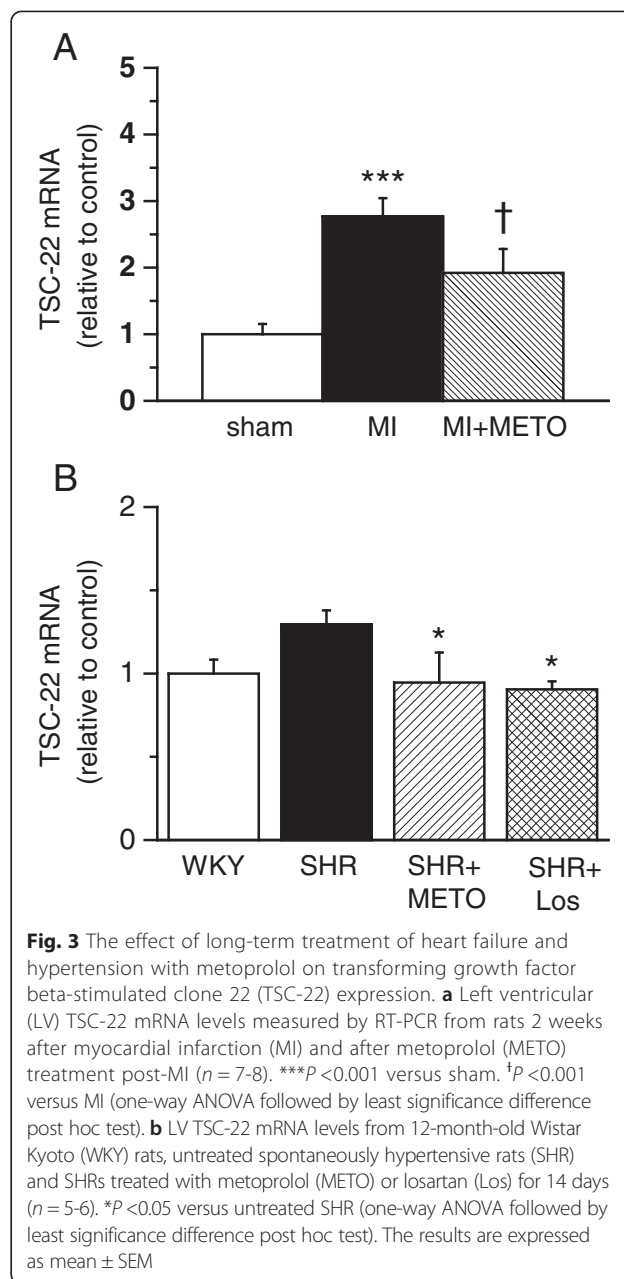 A
5
4
3
2
1
0
TSC-22 mRNA
(relative to control)
***
†
sham MI MI+METO
B
2
1
0
TSC-22 mRNA
(relative to control)
*
*
WKY SHR SHR+ METO SHR+ Los
Fig. 3 The effect of long-term treatment of heart failure and
hypertension with metoprolol on transforming growth factor
beta-stimulated clone 22 (TSC-22) expression. a Left ventricular
(LV) TSC-22 mRNA levels measured by RT-PCR from rats 2 weeks
after myocardial infarction (MI) and after metoprolol (METO)
treatment post-MI (n = 7-8). ***P <0.001 versus sham. ‡P <0.001
versus MI (one-way ANOVA followed by least significance difference
post hoc test). b LV TSC-22 mRNA levels from 12-month-old Wistar
Kyoto (WKY) rats, untreated spontaneously hypertensive rats (SHR)
and SHRs treated with metoprolol (METO) or losartan (Los) for 14 days
(n = 5-6). *P <0.05 versus untreated SHR (one-way ANOVA followed by
least significance difference post hoc test). The results are expressed
as mean ± SEM